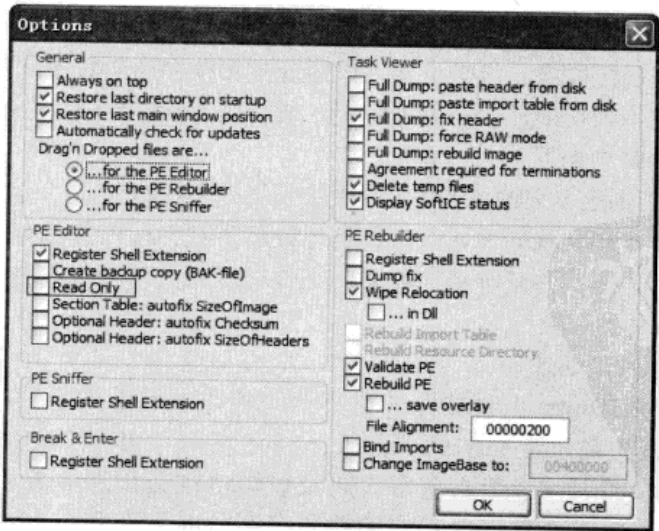 Options
General
Always on top
Restore last directory on startup
Restore last main window position
Automatically check for updates
Drag'n Dropped files are...
...for the PE Editor
...for the PE Rebuilder
...for the PE Sniffer
PE Editor
Register Shell Extension
Create backup copy (BAK-file)
Read Only
Section Table: autofix SizeOfImage
Optional Header: autofix Checksum
Optional Header: autofix SizeOfHeaders
PE Sniffer
Register Shell Extension
Break & Enter
Register Shell Extension
Task Viewer
Full Dump: paste header from disk
Full Dump: paste import table from disk
Full Dump: fix header
Full Dump: force RAW mode
Full Dump: rebuild image
Agreement required for terminations
Delete temp files
Display SoftICE status
PE Rebuilder
Register Shell Extension
Dump fix
Wipe Relocation
... in Dll
Rebuild Import Table
Rebuild Resource Directory
Validate PE
Rebuild PE
... save overlay
File Alignment: 00000200
Bind Imports
Change ImageBase to: 00400000
OK Cancel